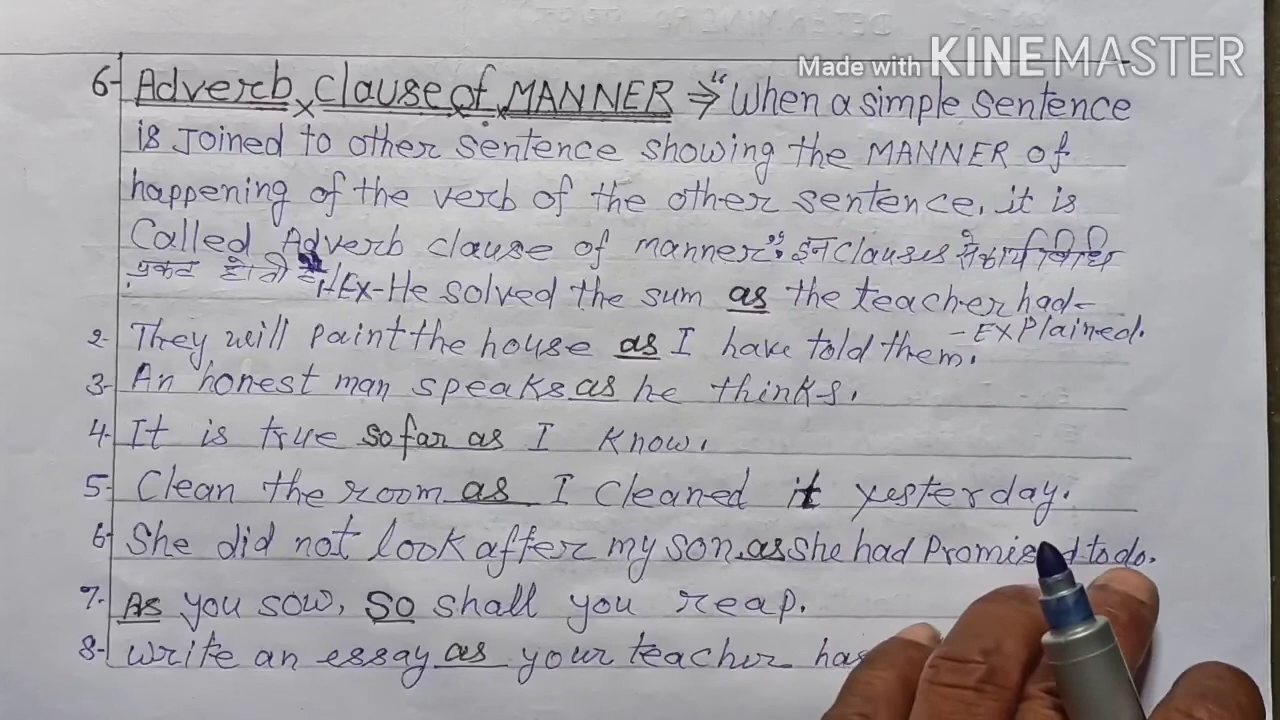 Made with KINEMASTER
6- Adverb clause of MANNER ⇒ "When a simple sentence
is Joined to other sentence showing the MANNER of
happening of the verb of the other sentence, it is
Called Adverb clause of manner". इन Clauses से कार्य विधि
प्रकट होती है 1-Ex-He solved the sum as the teacher had-
-EXPlained.
2- They will paint the house as I have told them.
3- An honest man speaks as he thinks.
4- It is true so far as I know.
5- Clean the room as I cleaned it yesterday.
6- She did not look after my son as she had Promised to do.
7- As you sow, so shall you reap.
8- Write an essay as your teacher has